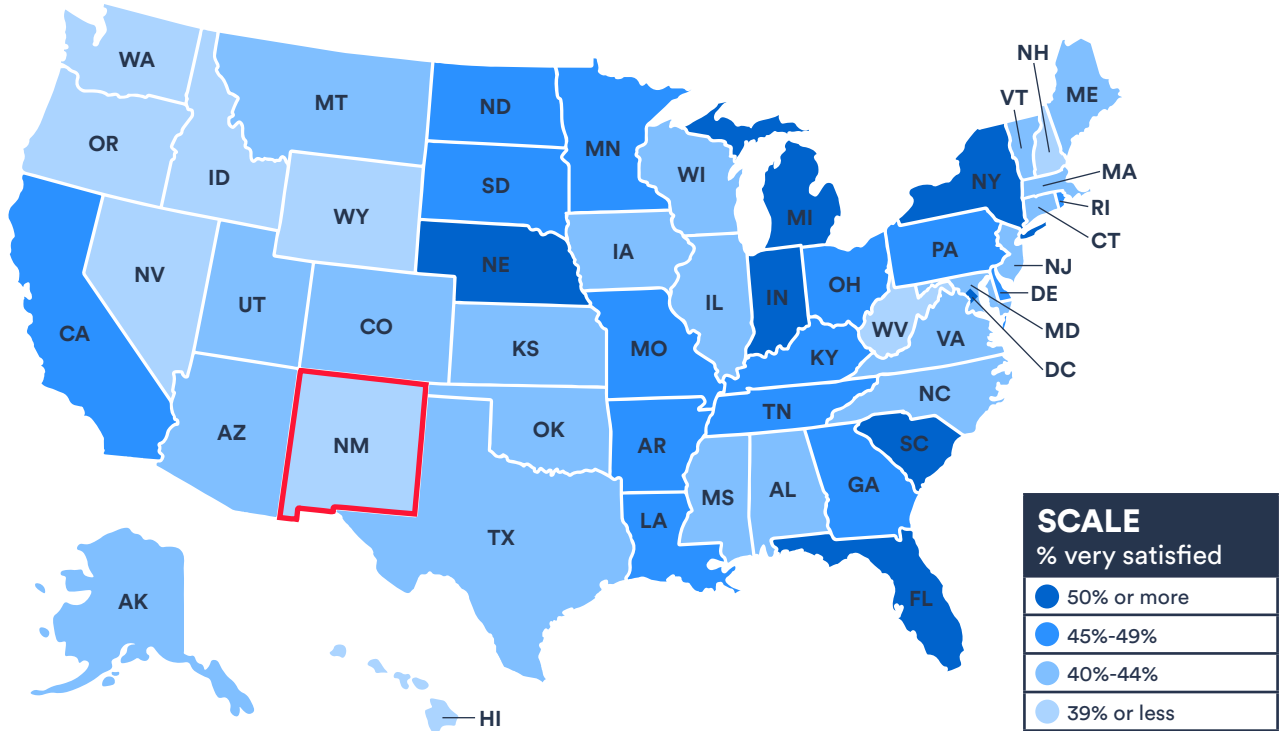 NH
WA
VT
ME
MT
ND
OR
MN
MA
WI
ID
SD
NY
RI
WY
MI
CT
PA
IA
NE
NJ
NV
OH
DE
IN
UT
IL
MD
CO
WV
CA
VA
KS
MO
KY
DC
NC
TN
AZ
OK
NM
AR
SC
GA
AL
MS
LA
TX
SCALE
% very satisfied
FL
50% or more
AK
45%-49%
40%-44%
39% or less
HI